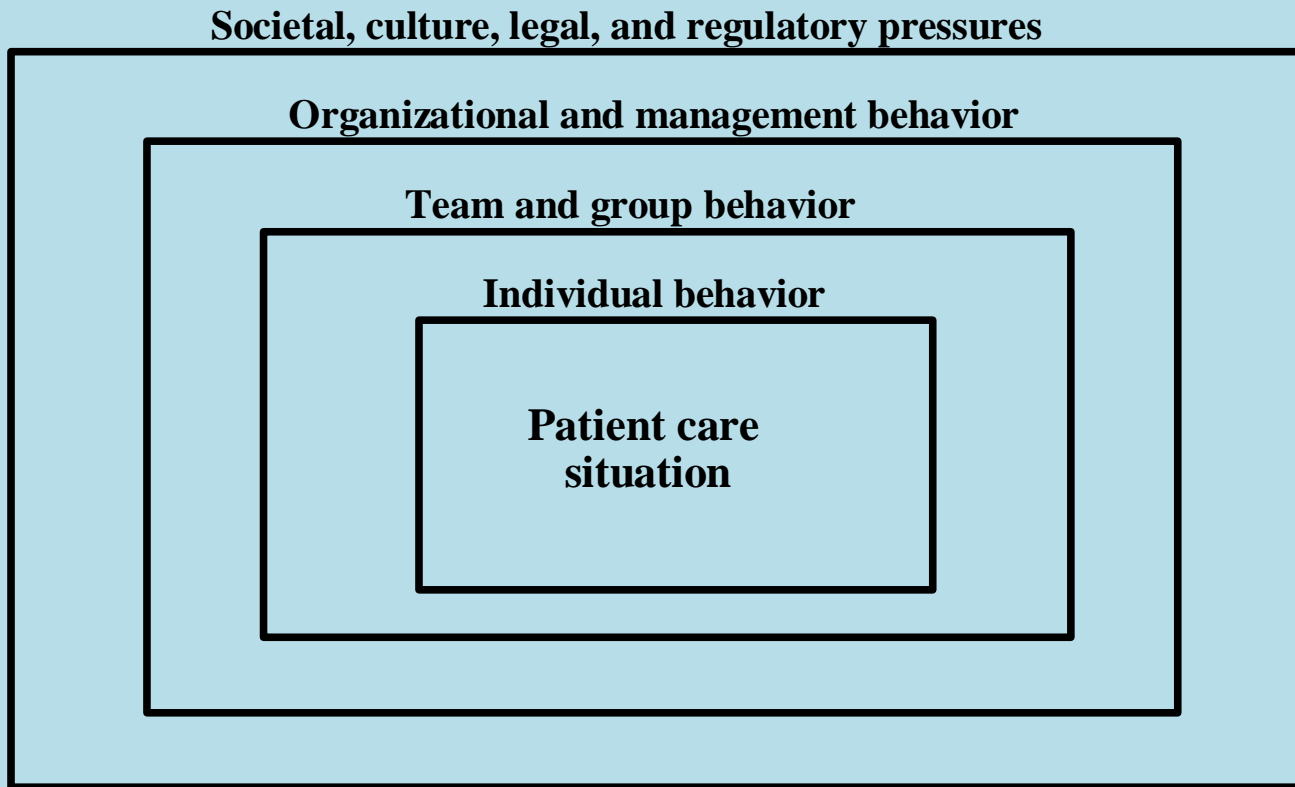 Societal, culture, legal, and regulatory pressures
Organizational and management behavior
Team and group behavior
Individual behavior
Patient care
situation